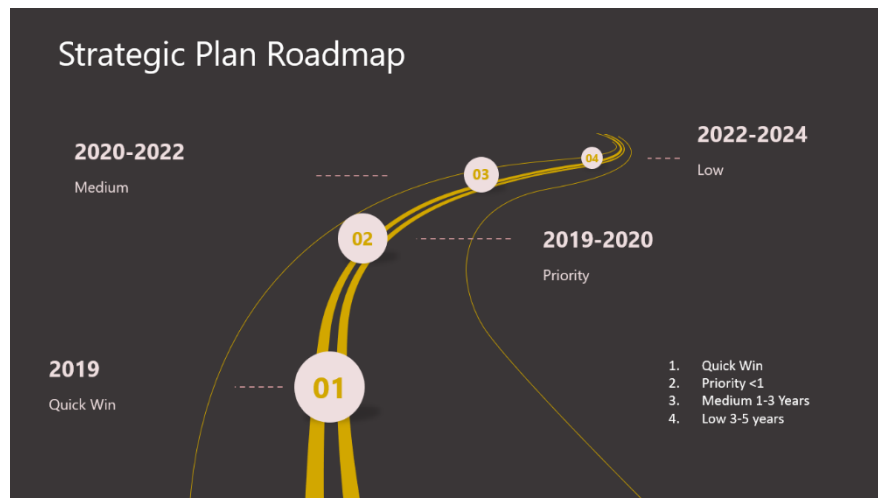 Strategic Plan Roadmap
2020-2022
Medium
03
04
2022-2024
Low
02
2019-2020
Priority
2019
Quick Win
01
1. Quick Win
2. Priority <1
3. Medium 1-3 Years
4. Low 3-5 years